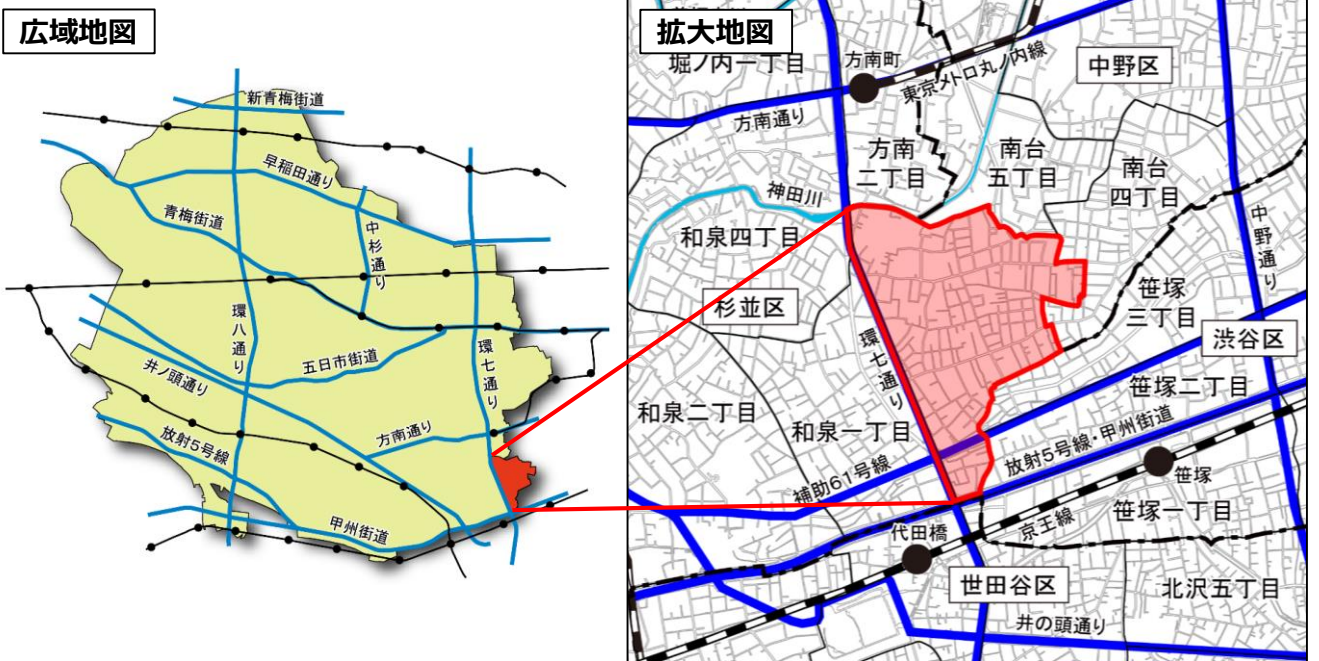 広域地図
新青梅街道
早稲田通り
青梅街道
中杉通り
環八通り
環七通り
五日市街道
井ノ頭通り
方南通り
放射5号線
甲州街道
拡大地図
堀ノ内一丁目
方南町
東京メトロ丸ノ内線
中野区
方南通り
方南
二丁目
南台
五丁目
南台
四丁目
神田川
和泉四丁目
中野通り
杉並区
笹塚
三丁目
環七通り
渋谷区
笹塚二丁目
和泉二丁目
和泉一丁目
放射5号線・甲州街道
補助61号線
笹塚
代田橋
京王線
笹塚一丁目
世田谷区
北沢五丁目
井の頭通り